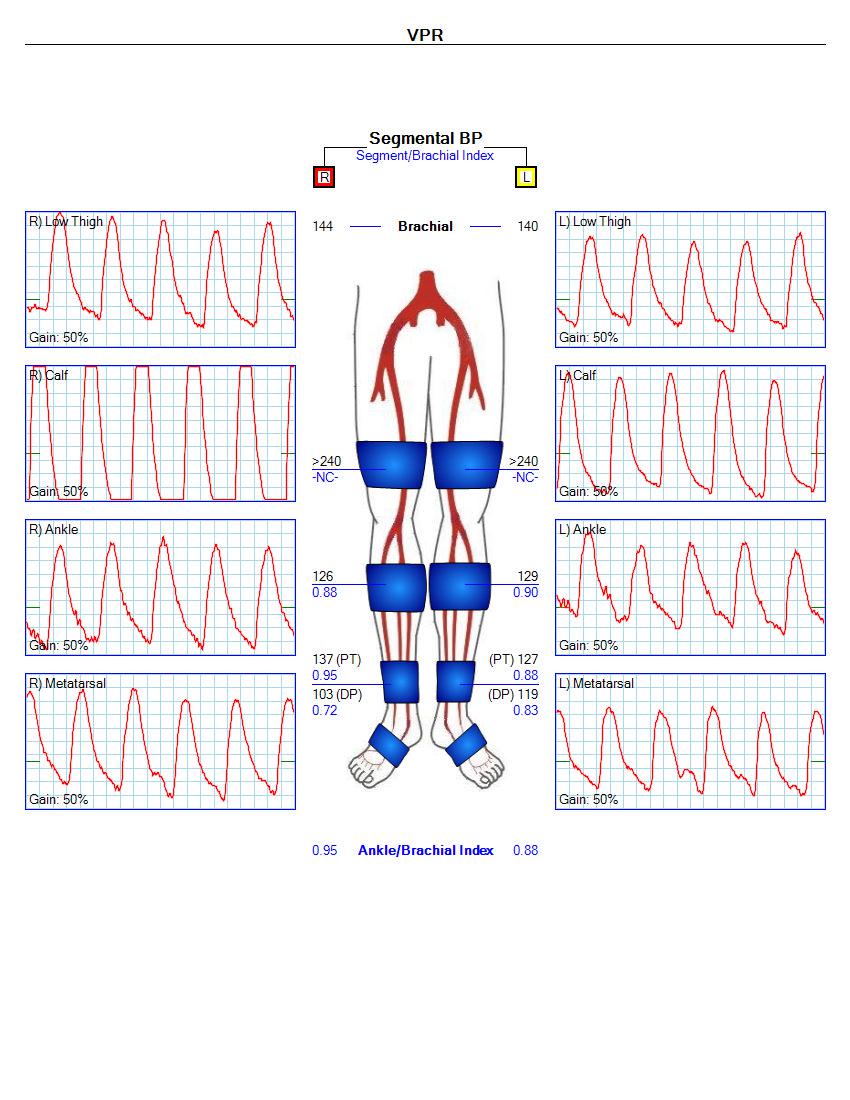 VPR
Segmental BP
Segment/Brachial Index
R
L
R) Low Thigh
Gain: 50%
144
Brachial
140
L) Low Thigh
Gain: 50%
R) Calf
Gain: 50%
>240
-NC-
>240
-NC-
L) Calf
Gain: 50%
R) Ankle
Gain: 50%
126
0.88
129
0.90
L) Ankle
Gain: 50%
137 (PT)
0.95
103 (DP)
0.72
(PT) 127
0.88
(DP) 119
0.83
R) Metatarsal
Gain: 50%
L) Metatarsal
Gain: 50%
0.95 Ankle/Brachial Index 0.88